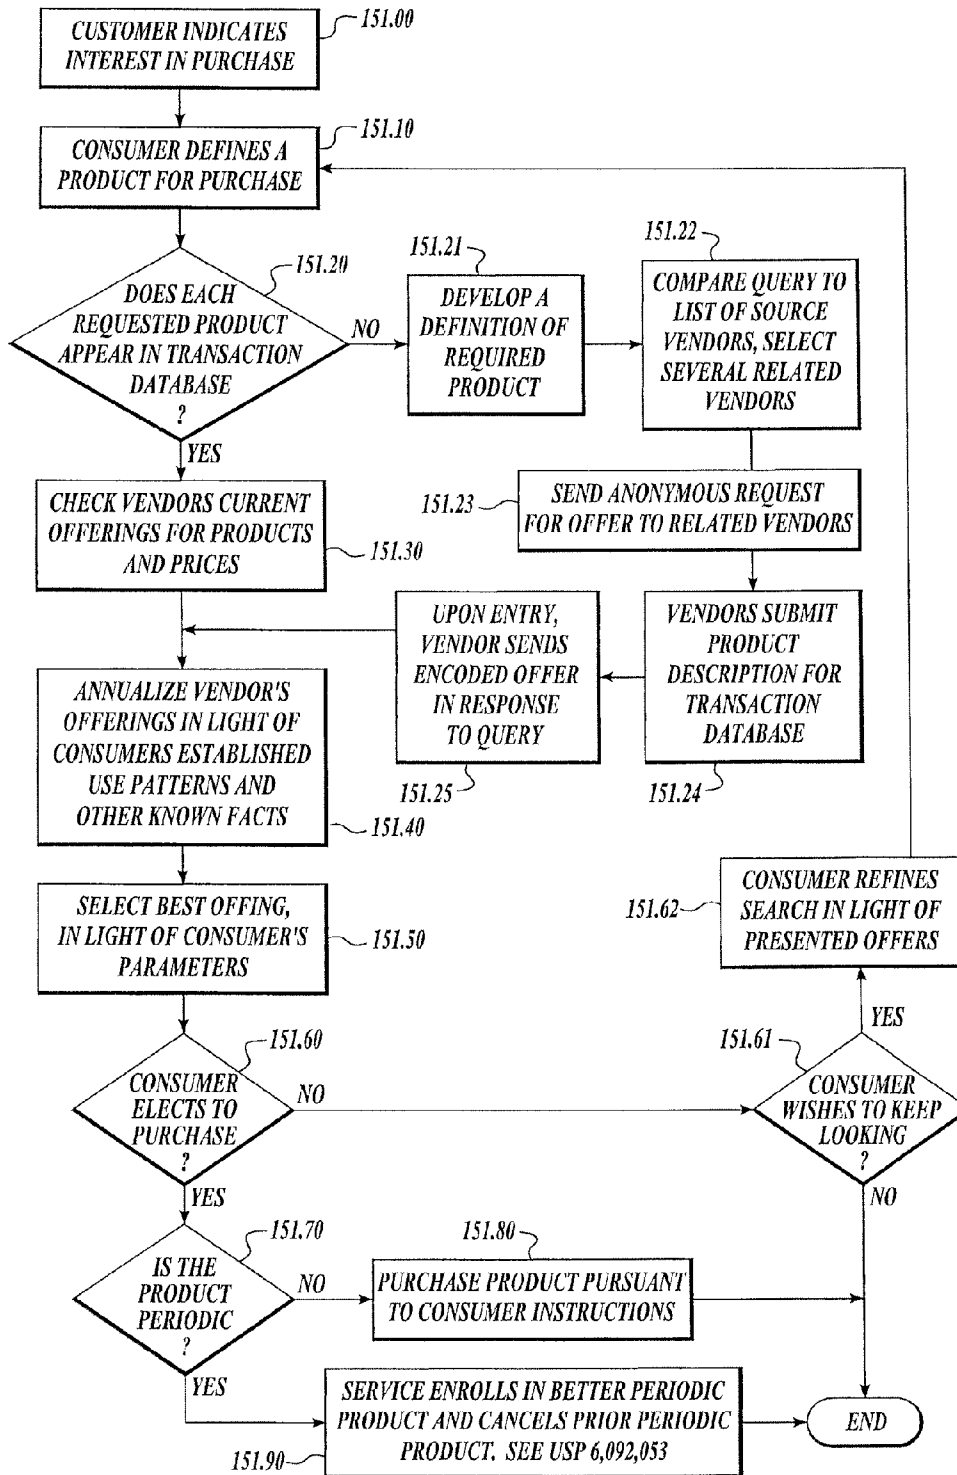 151.00
CUSTOMER INDICATES
INTEREST IN PURCHASE
151.10
CONSUMER DEFINES A
PRODUCT FOR PURCHASE
151.20
DOES EACH
REQUESTED PRODUCT
APPEAR IN TRANSACTION
DATABASE
?
NO
YES
151.21
DEVELOP A
DEFINITION OF
REQUIRED
PRODUCT
151.22
COMPARE QUERY TO
LIST OF SOURCE
VENDORS, SELECT
SEVERAL RELATED
VENDORS
151.23
SEND ANONYMOUS REQUEST
FOR OFFER TO RELATED VENDORS
CHECK VENDORS CURRENT
OFFERINGS FOR PRODUCTS
AND PRICES
151.30
VENDORS SUBMIT
PRODUCT
DESCRIPTION FOR
TRANSACTION
DATABASE
151.24
UPON ENTRY,
VENDOR SENDS
ENCODED OFFER
IN RESPONSE
TO QUERY
151.25
ANNUALIZE VENDOR'S
OFFERINGS IN LIGHT OF
CONSUMERS ESTABLISHED
USE PATTERNS AND
OTHER KNOWN FACTS
151.40
SELECT BEST OFFING,
IN LIGHT OF CONSUMER'S
PARAMETERS
151.50
151.62
CONSUMER REFINES
SEARCH IN LIGHT OF
PRESENTED OFFERS
151.60
CONSUMER
ELECTS TO
PURCHASE
?
NO
YES
151.61
YES
CONSUMER
WISHES TO KEEP
LOOKING
?
NO
151.70
IS THE
PRODUCT
PERIODIC
?
NO
YES
151.80
PURCHASE PRODUCT PURSUANT
TO CONSUMER INSTRUCTIONS
SERVICE ENROLLS IN BETTER PERIODIC
PRODUCT AND CANCELS PRIOR PERIODIC
PRODUCT. SEE USP 6,092,053
151.90
END